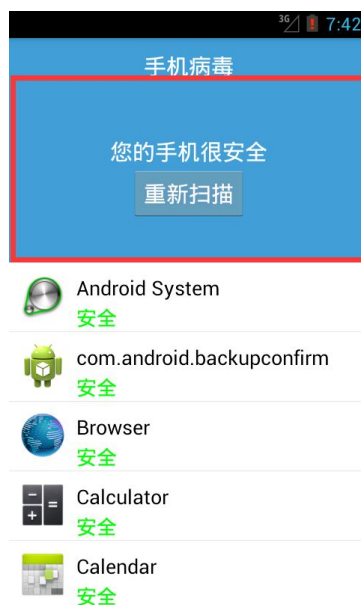 3G 7:42
手机病毒
您的手机很安全
重新扫描
Android System
安全
com.android.backupconfirm
安全
Browser
安全
Calculator
安全
Calendar
安全